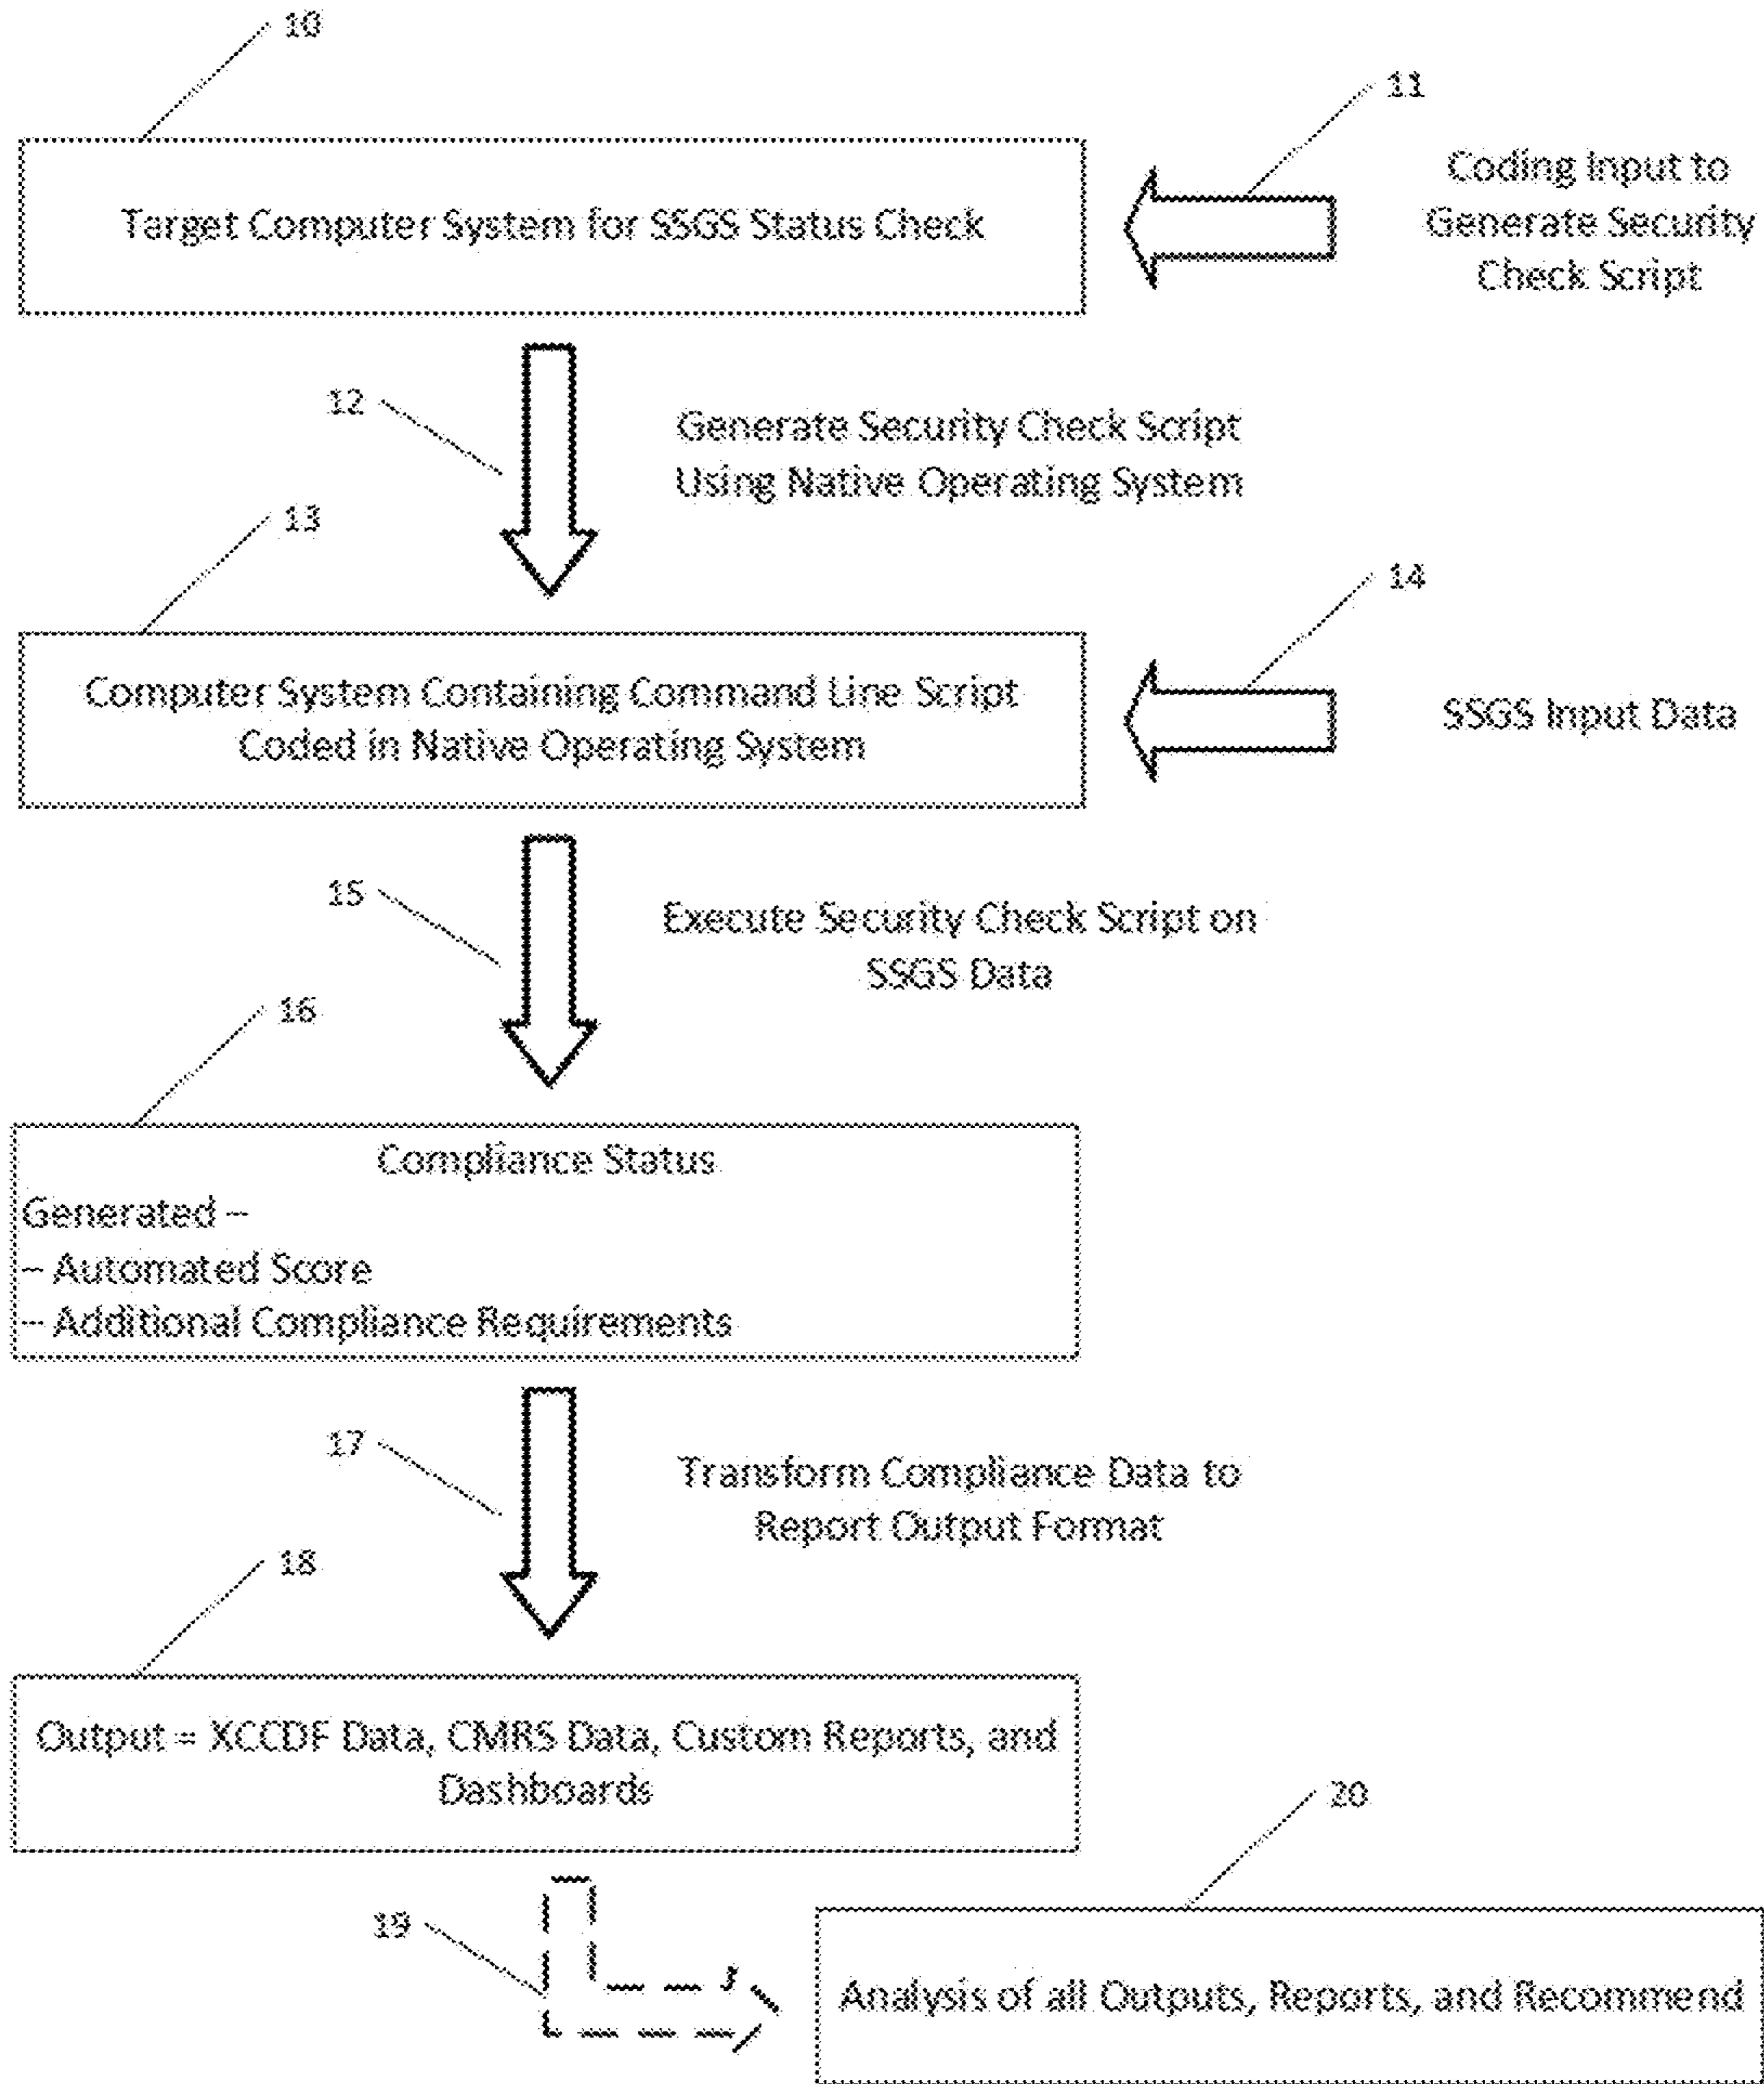 10
11
Target Computer System for SSGS Status Check
Coding Input to
Generate Security
Check Script
12
Generate Security Check Script
Using Native Operating System
13
14
Computer System Containing Command Line Script
Coded in Native Operating System
SSGS Input Data
15
Execute Security Check Script on
SSGS Data
16
Compliance Status
Generated –
– Automated Score
– Additional Compliance Requirements
17
Transform Compliance Data to
Report Output Format
18
Output = XCCDF Data, CMRS Data, Custom Reports, and
Dashboards
20
19
Analysis of all Outputs, Reports, and Recommend